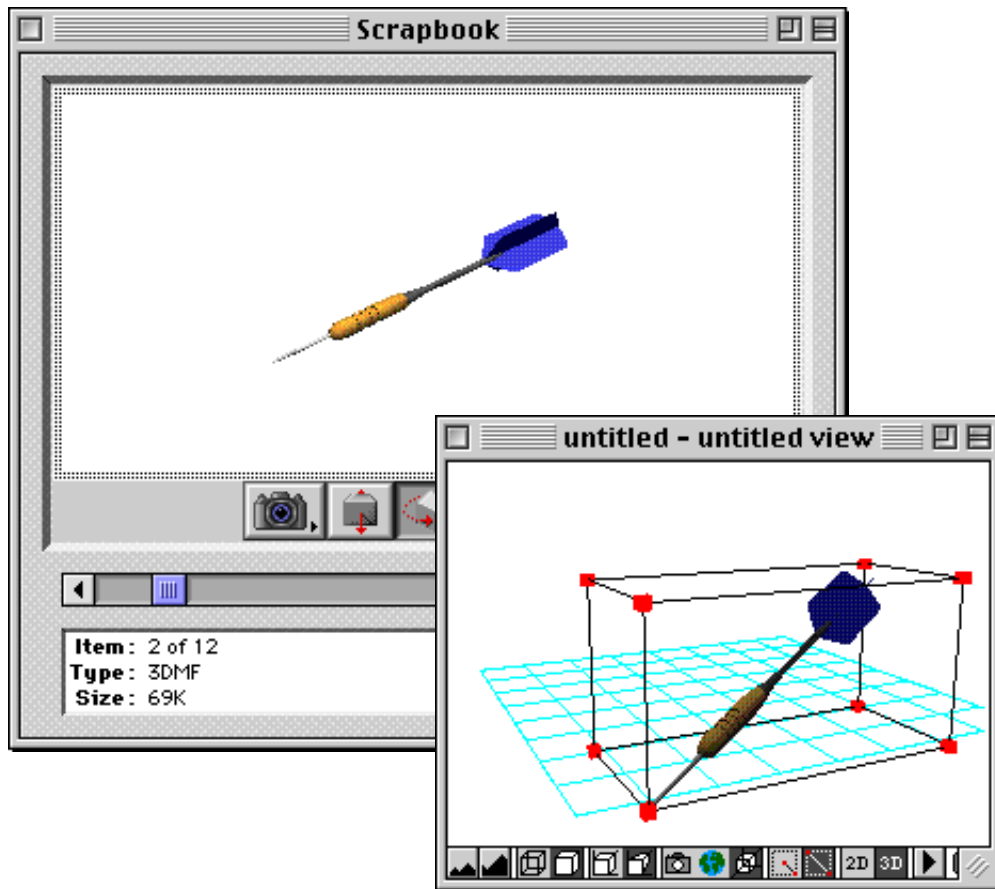 Scrapbook
untitled - untitled view
Item: 2 of 12
Type: 3DMF
Size: 69K
2D 3D